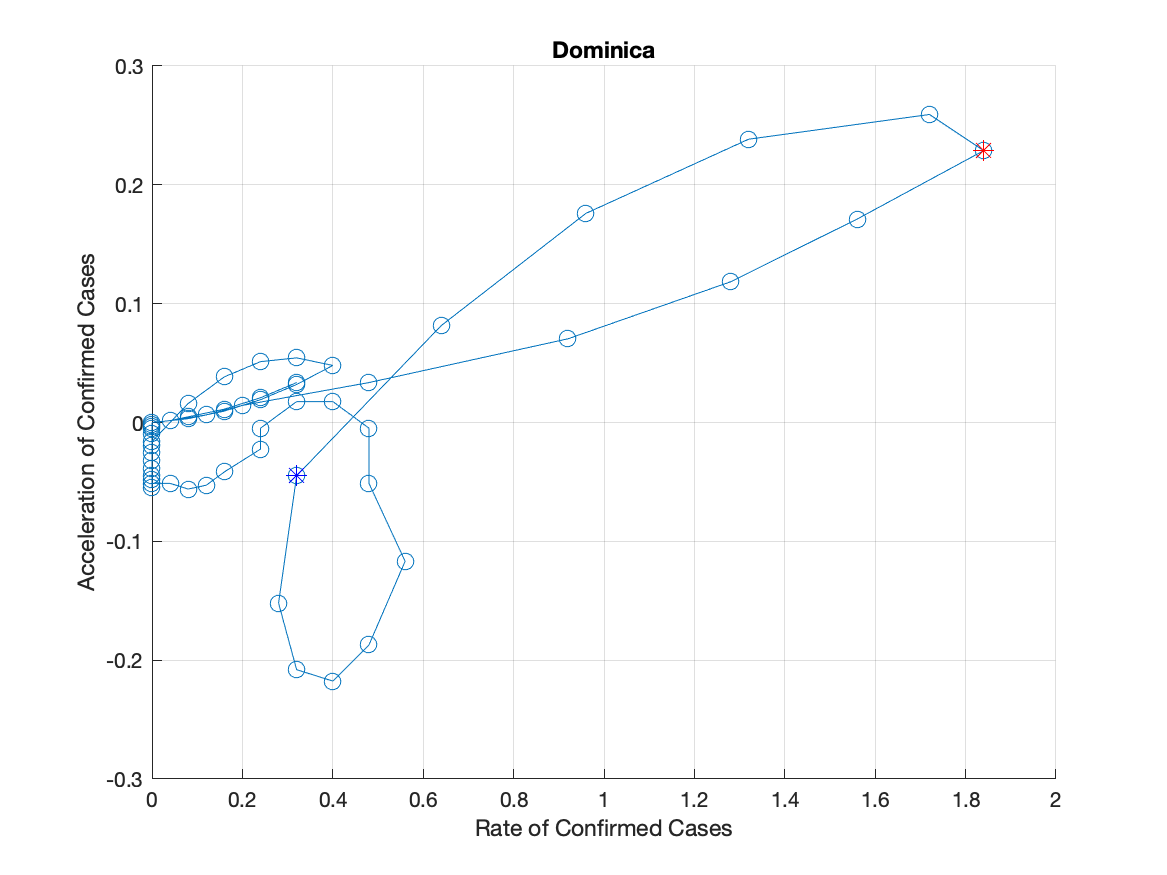 Dominica
0.3
0.2
0.1
0
-0.1
-0.2
-0.3
Acceleration of Confirmed Cases
0 0.2 0.4 0.6 0.8 1 1.2 1.4 1.6 1.8 2
Rate of Confirmed Cases